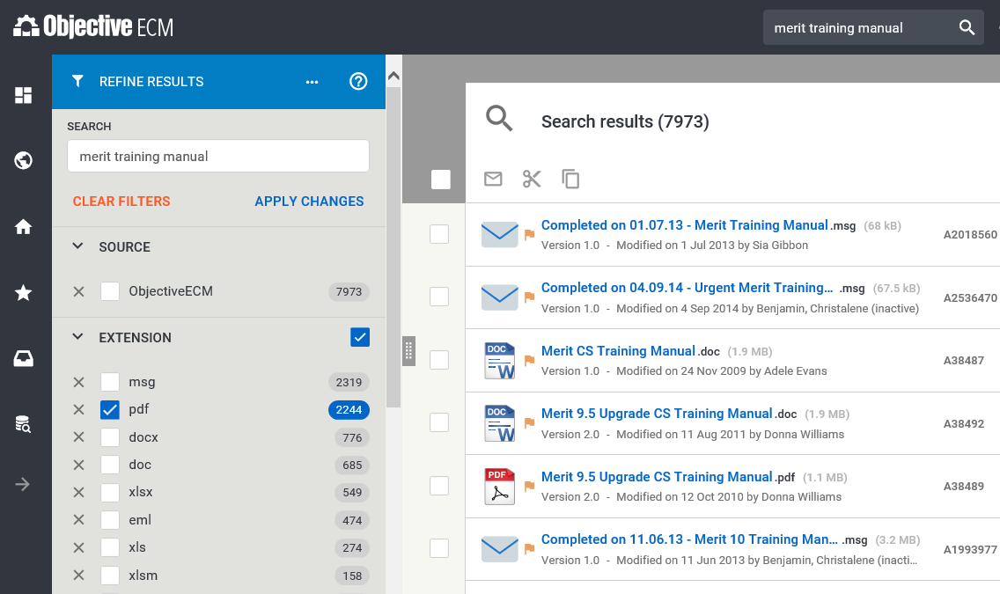 Objective ECM
merit training manual
REFINE RESULTS
SEARCH
merit training manual
CLEAR FILTERS APPLY CHANGES
SOURCE
ObjectiveECM 7973
EXTENSION
msg 2319
pdf 2244
docx 776
doc 685
xlsx 549
eml 474
xls 274
xlsm 158
Search results (7973)
Completed on 01.07.13 - Merit Training Manual.msg (68 kB)
Version 1.0 - Modified on 1 Jul 2013 by Sia Gibbon
A2018560
Completed on 04.09.14 - Urgent Merit Training... .msg (67.5 kB)
Version 1.0 - Modified on 4 Sep 2014 by Benjamin, Christalene (inactive)
A2536470
DOC
W
Merit CS Training Manual.doc (1.9 MB)
Version 1.0 - Modified on 24 Nov 2009 by Adele Evans
A38487
DOC
W
Merit 9.5 Upgrade CS Training Manual.doc (1.9 MB)
Version 2.0 - Modified on 11 Aug 2011 by Donna Williams
A38492
PDF
Merit 9.5 Upgrade CS Training Manual.pdf (1.1 MB)
Version 2.0 - Modified on 12 Oct 2010 by Donna Williams
A38489
Completed on 11.06.13 - Merit 10 Training Man... .msg (3.2 MB)
Version 1.0 - Modified on 11 Jun 2013 by Benjamin, Christalene (inacti...
A1993977